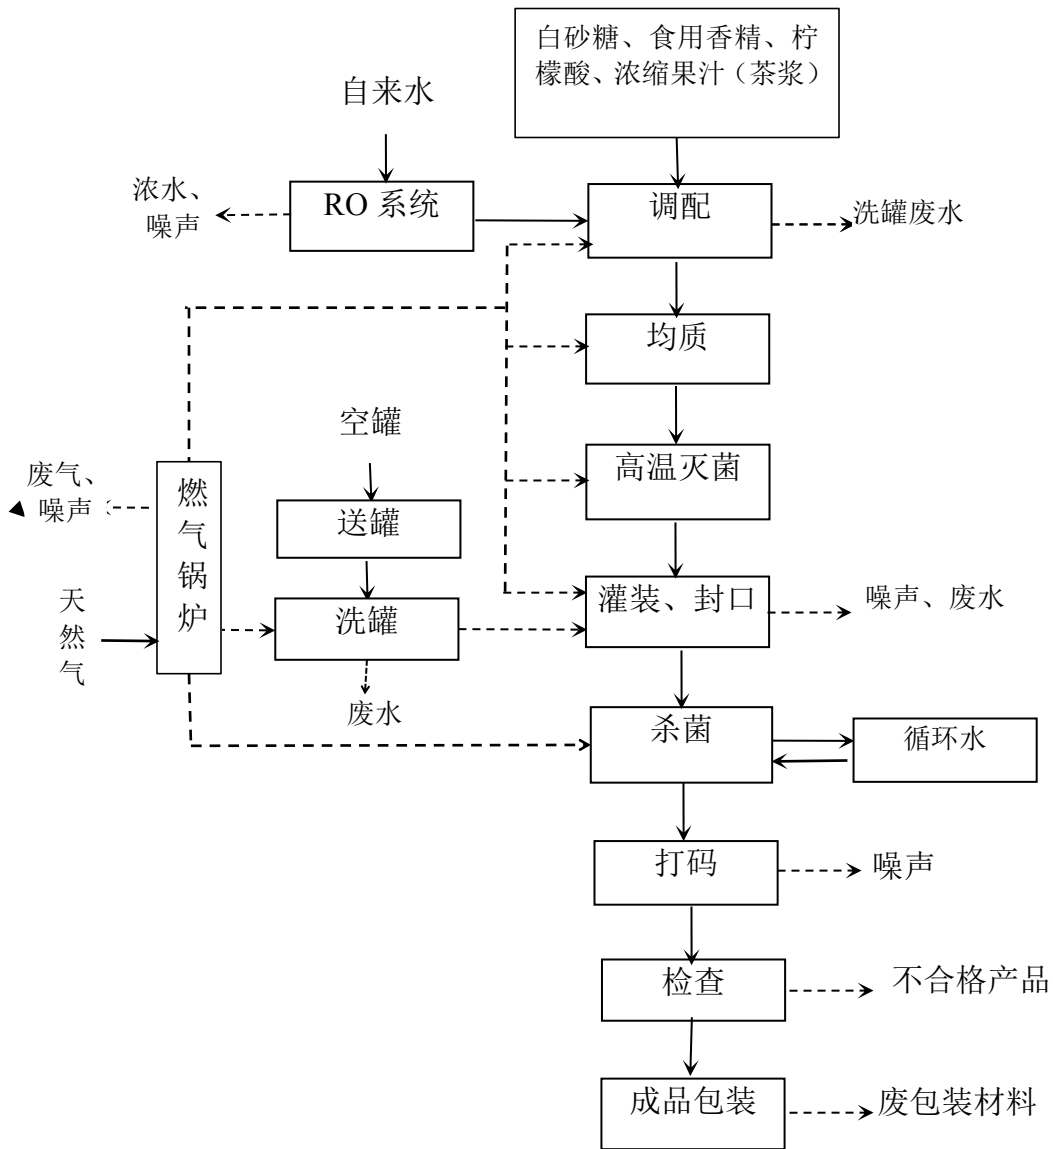 白砂糖、食用香精、柠
檬酸、浓缩果汁（茶浆）
自来水
浓水、
噪声
RO 系统
调配
洗罐废水
均质
空罐
高温灭菌
废气、
噪声
燃
气
锅
炉
送罐
天
然
气
洗罐
灌装、封口
噪声、废水
废水
杀菌
循环水
打码
噪声
检查
不合格产品
成品包装
废包装材料